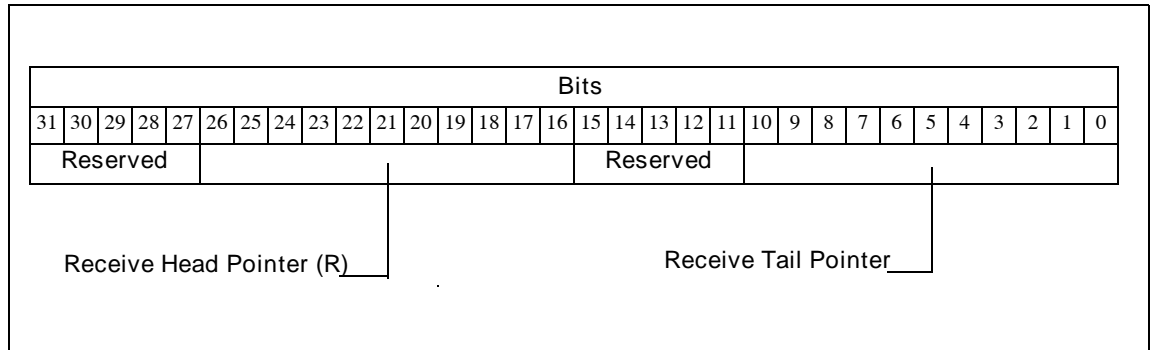 Bits
31 30 29 28 27 26 25 24 23 22 21 20 19 18 17 16 15 14 13 12 11 10 9 8 7 6 5 4 3 2 1 0
Reserved Reserved
Receive Head Pointer (R) Receive Tail Pointer